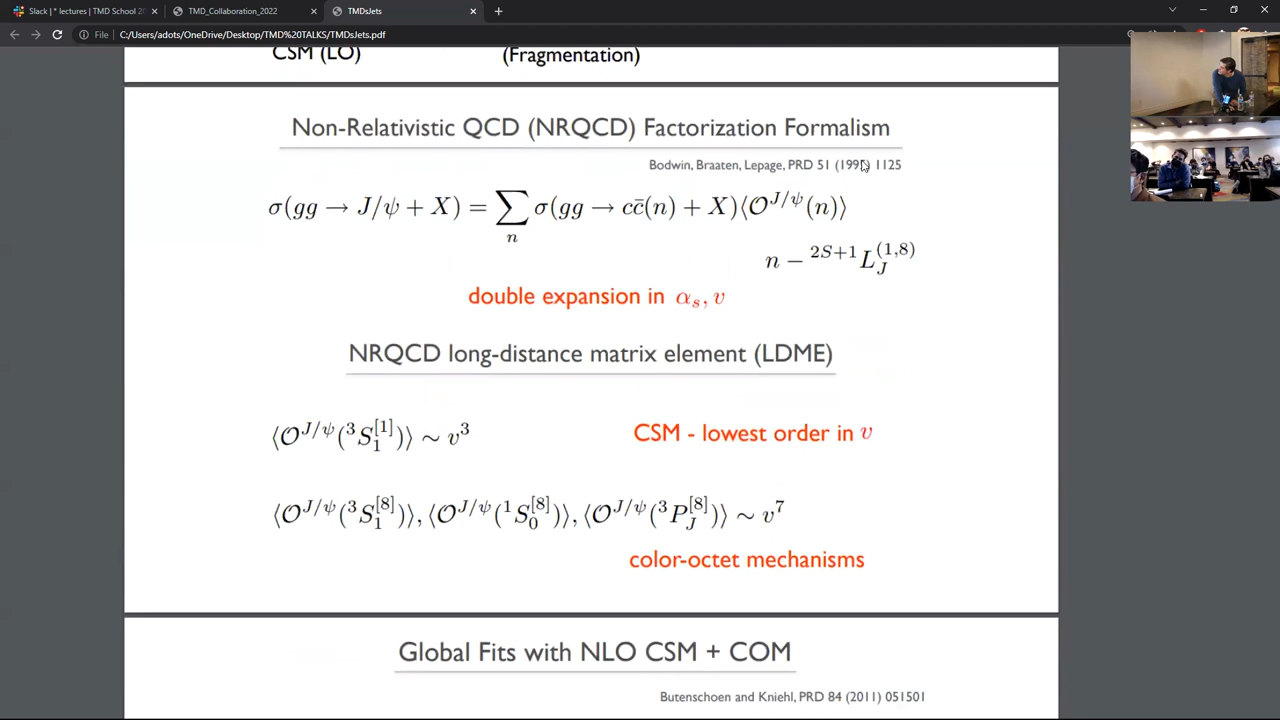 Slack | * lectures | TMD School 20
TMD_Collaboration_2022
TMDsJets
File | C:/Users/adots/OneDrive/Desktop/TMD%20TALKS/TMDsJets.pdf
CSM (LO) (Fragmentation)
Non-Relativistic QCD (NRQCD) Factorization Formalism
Bodwin, Braaten, Lepage, PRD 51 (199 1125
σ(gg → J/ψ + X) = ∑_n σ(gg → cc̄(n) + X)⟨𝒪^{J/ψ}(n)⟩
n − ^{2S+1}L_J^{(1,8)}
double expansion in α_s, v
NRQCD long-distance matrix element (LDME)
⟨𝒪^{J/ψ}(^3S_1^{[1]})⟩ ∼ v^3 CSM - lowest order in v
⟨𝒪^{J/ψ}(^3S_1^{[8]})⟩, ⟨𝒪^{J/ψ}(^1S_0^{[8]})⟩, ⟨𝒪^{J/ψ}(^3P_J^{[8]})⟩ ∼ v^7
color-octet mechanisms
Global Fits with NLO CSM + COM
Butenschoen and Kniehl, PRD 84 (2011) 051501